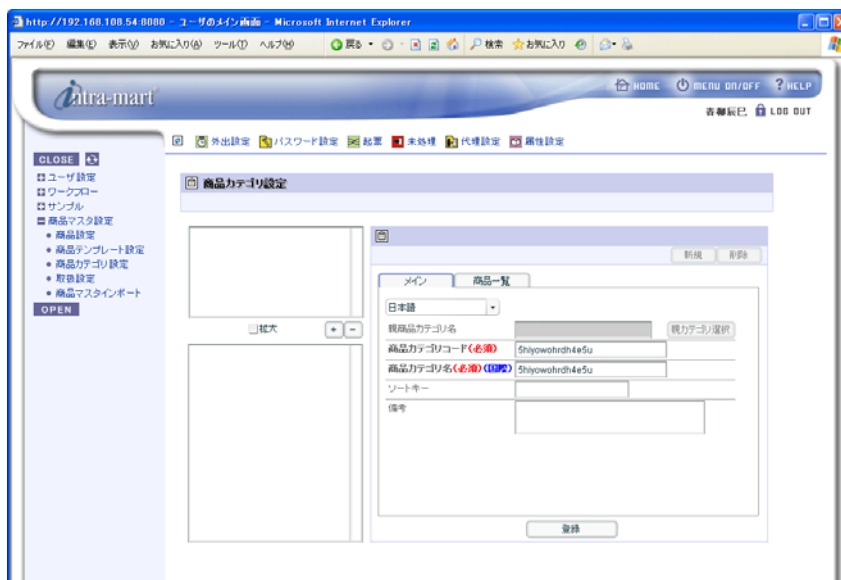 http://192.168.108.54:8080 - ユーザのメイン画面 - Microsoft Internet Explorer
ファイル(F) 編集(E) 表示(V) お気に入り(A) ツール(T) ヘルプ(H) 戻る 検索 お気に入り
intra-mart
HOME MENU ON/OFF ? HELP
青柳辰巳 LOG OUT
外出設定 パスワード設定 起票 未処理 代理設定 属性設定
CLOSE
ユーザ設定
ワークフロー
サンプル
商品マスタ設定
商品設定
商品テンプレート設定
商品カテゴリ設定
取扱設定
商品マスタインポート
OPEN
商品カテゴリ設定
拡大 + -
新規 削除
メイン 商品一覧
日本語
親商品カテゴリ名 親カテゴリ選択
商品カテゴリコード(必須) 5hiyowohrdh4e5u
商品カテゴリ名(必須)(国際) 5hiyowohrdh4e5u
ソートキー
備考
登録